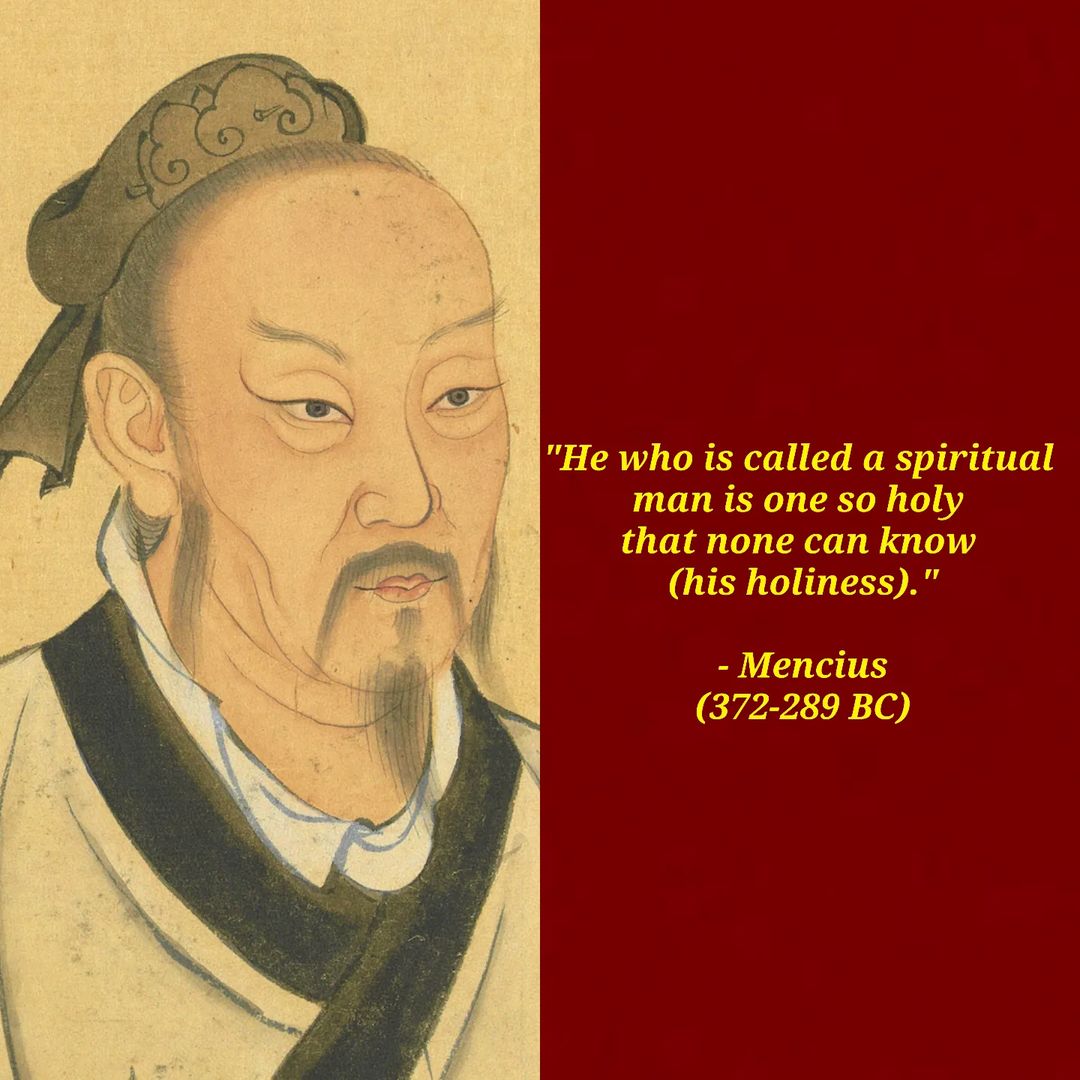 "He who is called a spiritual
man is one so holy
that none can know
(his holiness)."
- Mencius
(372-289 BC)